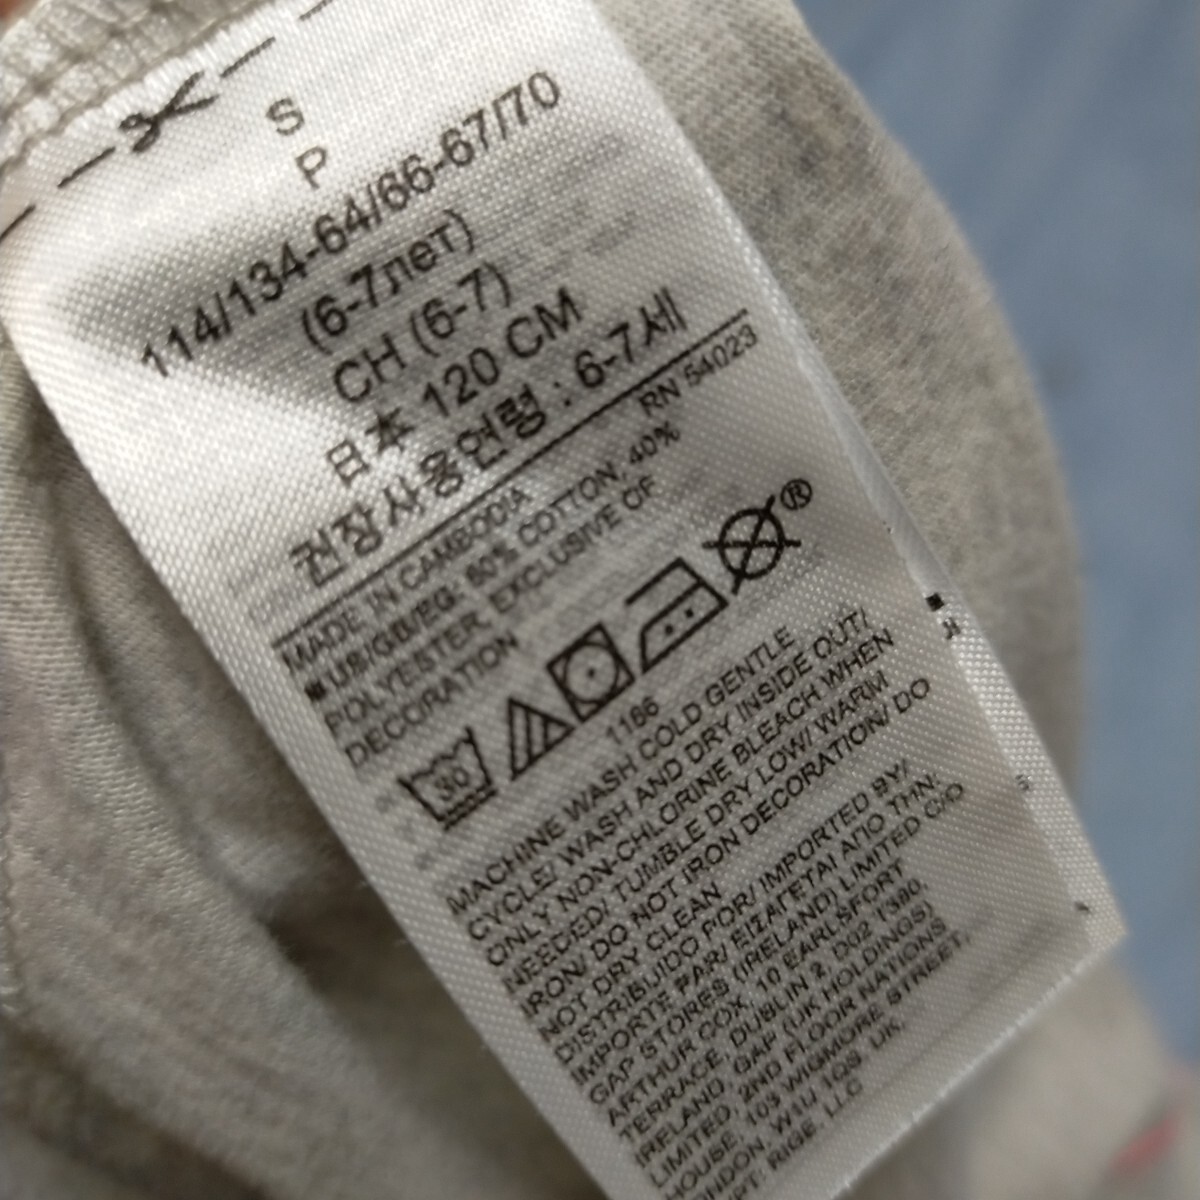 S
P
114/134-64/66-67/70
(6-7лет)
CH (6-7)
日本 120 CM
권장사용연령 : 6-7세
RN 54023
MADE IN CAMBODIA
■ US/GB/EG: 60% COTTON, 40%
POLYESTER, EXCLUSIVE OF
DECORATION
30
®
1166
MACHINE WASH COLD GENTLE
CYCLE/ WASH AND DRY INSIDE OUT/
ONLY NON-CHLORINE BLEACH WHEN
NEEDED/ TUMBLE DRY LOW/ WARM
IRON/ DO NOT IRON DECORATION/ DO
NOT DRY CLEAN
DISTRIBUIDO POR/ IMPORTED BY/
IMPORTE PAR/ ΕΙΣΑΓΕΤΑΙ ΑΠΟ ΤΗΝ:
GAP STORES (IRELAND) LIMITED C/O
ARTHUR COX, 10 EARLSFORT
TERRACE, DUBLIN 2, D02 T380,
IRELAND, GAP (UK HOLDINGS)
LIMITED, 2ND FLOOR NATIONS
HOUSE, 103 WIGMORE STREET,
LONDON, W1U 1QS, UK.
RIGE, LLC